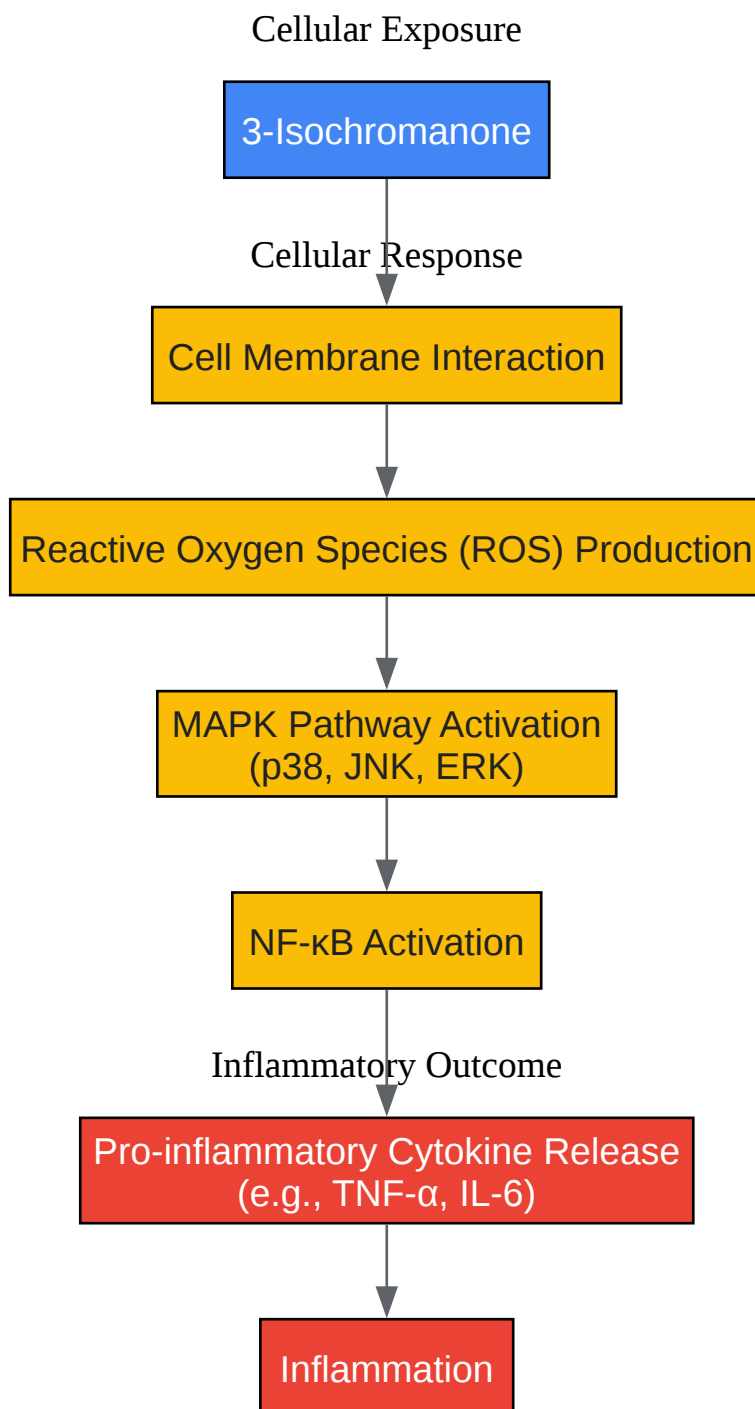 Cellular Exposure
3-Isochromanone
Cellular Response
Cell Membrane Interaction
Reactive Oxygen Species (ROS) Production
MAPK Pathway Activation
(p38, JNK, ERK)
NF-κB Activation
Inflammatory Outcome
Pro-inflammatory Cytokine Release
(e.g., TNF-α, IL-6)
Inflammation